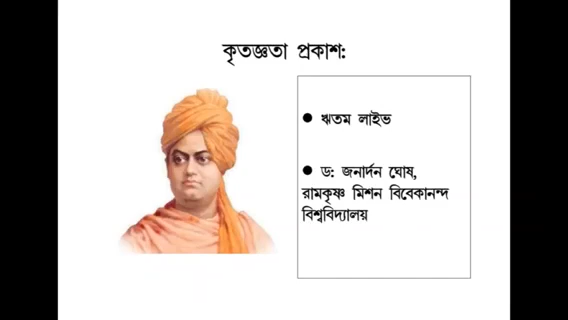 কৃতজ্ঞতা প্রকাশ:
● ঋতম লাইভ
● ড: জনার্দন ঘোষ,
রামকৃষ্ণ মিশন বিবেকানন্দ
বিশ্ববিদ্যালয়